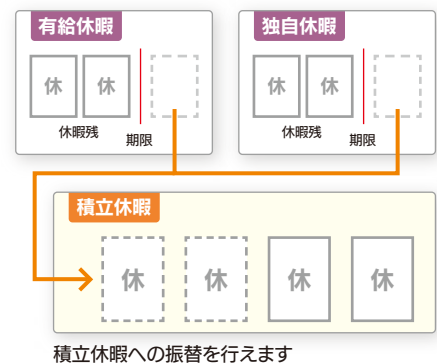 有給休暇
休 休
休暇残
期限
独自休暇
休 休
休暇残
期限
積立休暇
休 休 休 休
積立休暇への振替を行えます